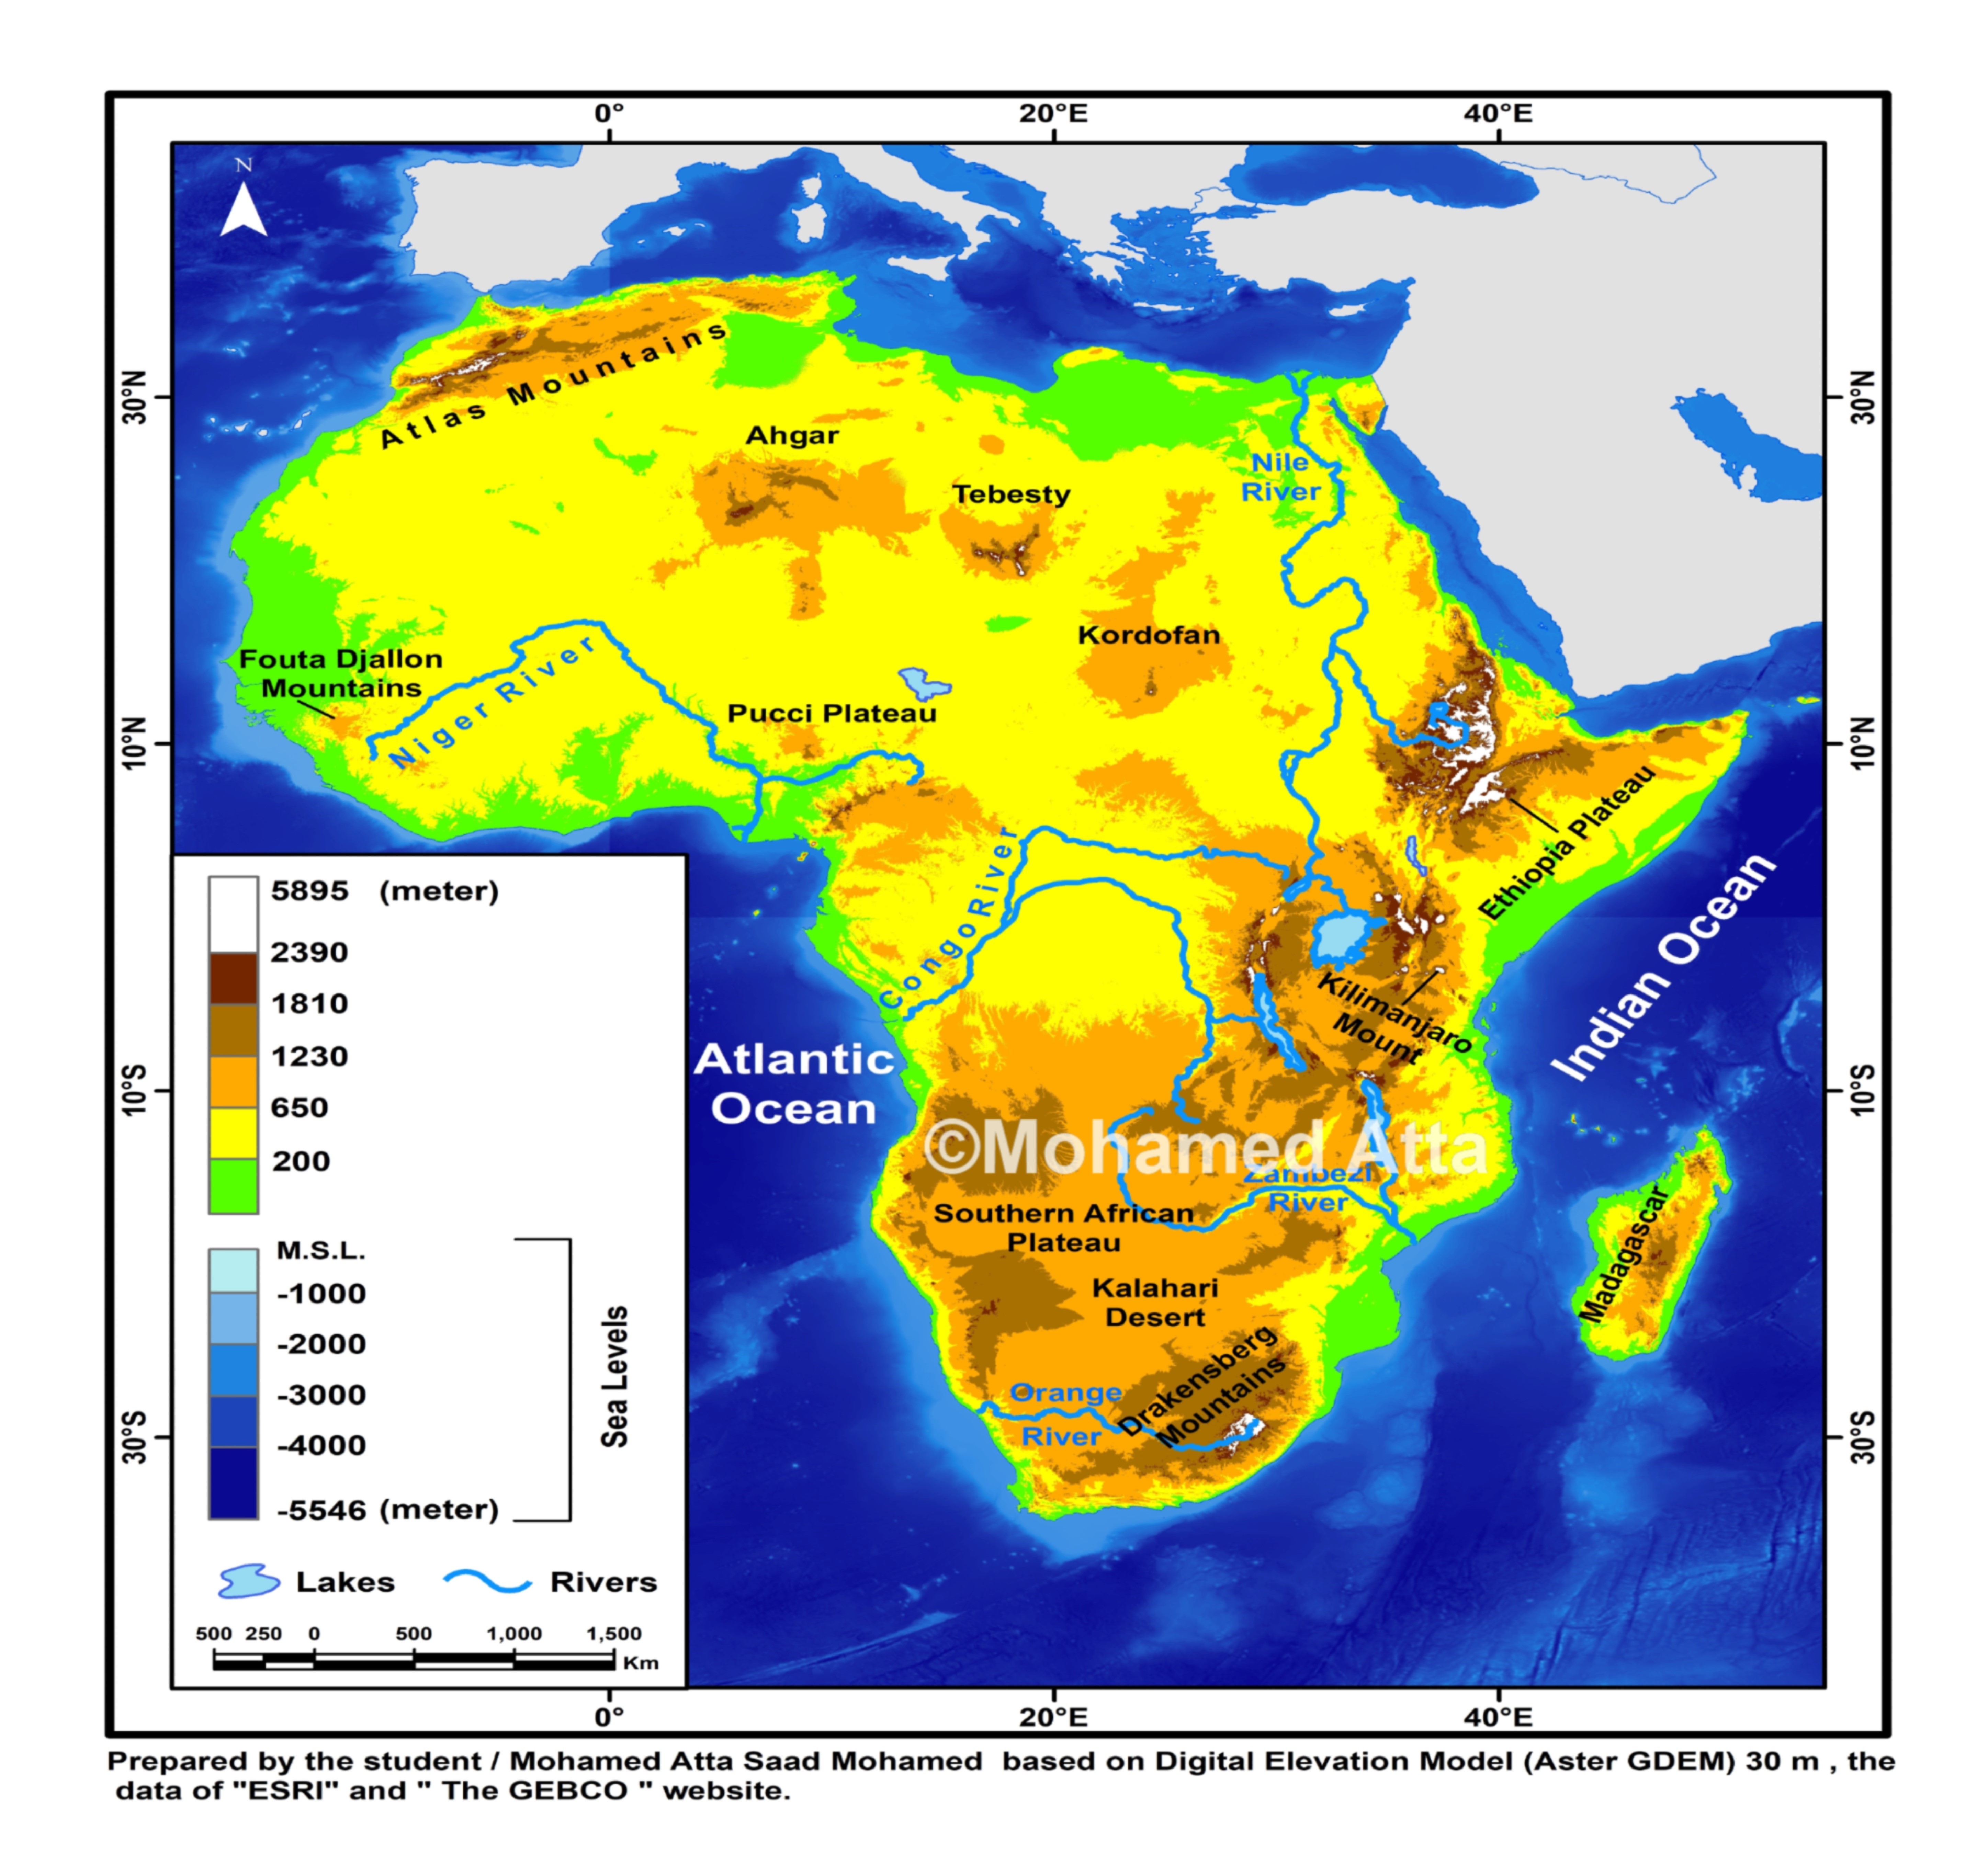 0°
20°E
40°E
N
30°N
30°N
Atlas Mountains
Ahgar
Tebesty
Nile
River
Kordofan
Fouta Djallon
Mountains
Niger River
Pucci Plateau
10°N
10°N
Ethiopia Plateau
Congo River
Indian Ocean
Kilimanjaro
Mount
Atlantic
Ocean
10°S
10°S
©Mohamed Atta
Zambezi
River
Southern African
Plateau
Madagascar
Kalahari
Desert
Drakensberg
Mountains
Orange
River
30°S
30°S
5895 (meter)
2390
1810
1230
650
200
M.S.L.
-1000
-2000
-3000
-4000
-5546 (meter)
Sea Levels
Lakes
Rivers
500 250 0 500 1,000 1,500
Km
0°
20°E
40°E
Prepared by the student / Mohamed Atta Saad Mohamed based on Digital Elevation Model (Aster GDEM) 30 m , the
data of "ESRI" and " The GEBCO " website.